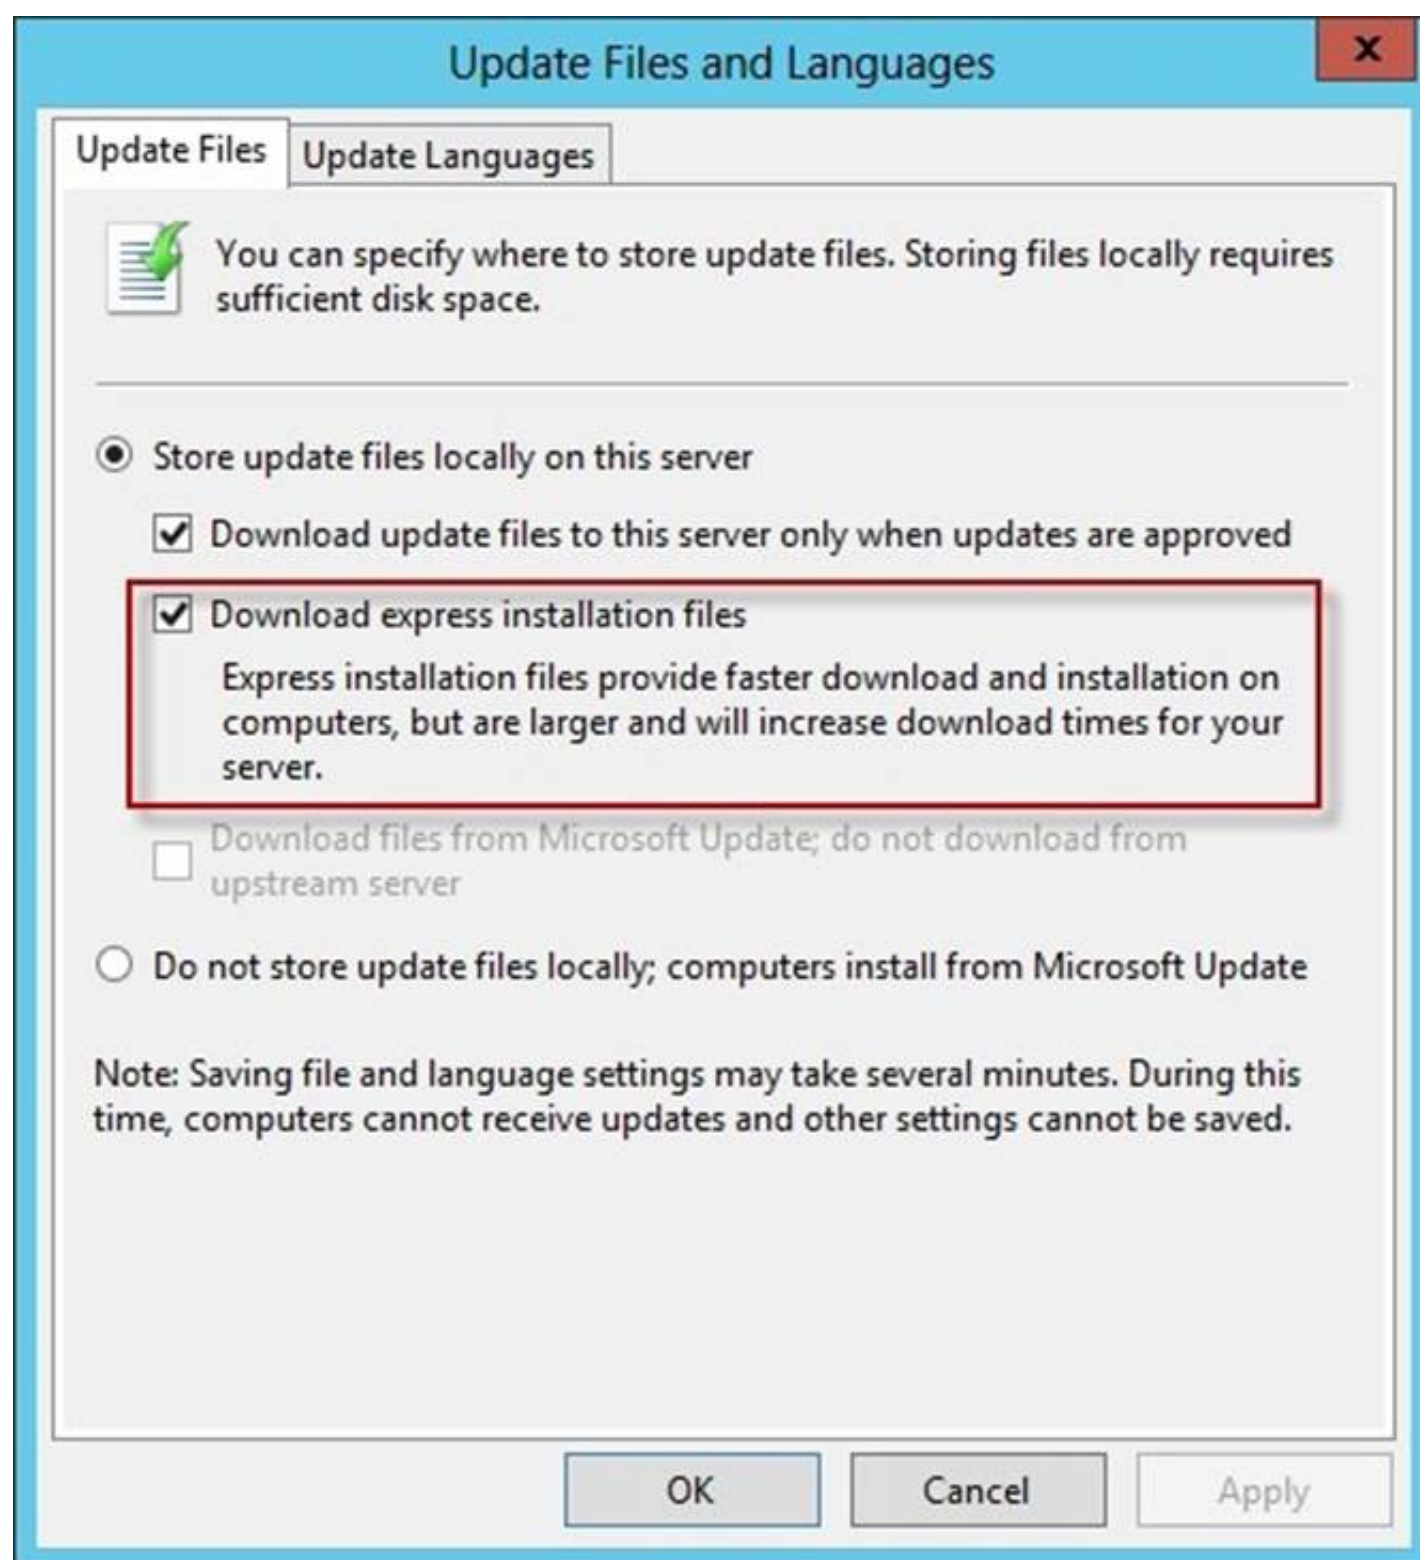 Update Files and Languages
x
Update Files
Update Languages
You can specify where to store update files. Storing files locally requires
sufficient disk space.
Store update files locally on this server
Download update files to this server only when updates are approved
Download express installation files
Express installation files provide faster download and installation on
computers, but are larger and will increase download times for your
server.
Download files from Microsoft Update; do not download from
upstream server
Do not store update files locally; computers install from Microsoft Update
Note: Saving file and language settings may take several minutes. During this
time, computers cannot receive updates and other settings cannot be saved.
OK
Cancel
Apply